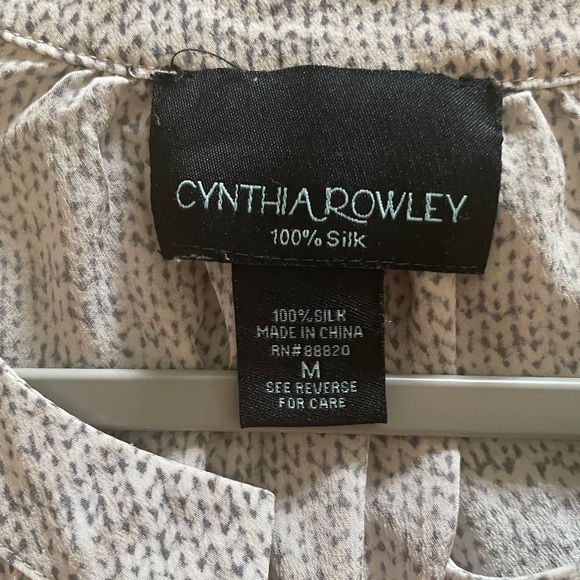 CYNTHIA ROWLEY
100% Silk
100% SILK
MADE IN CHINA
RN#88820
M
SEE REVERSE
FOR CARE